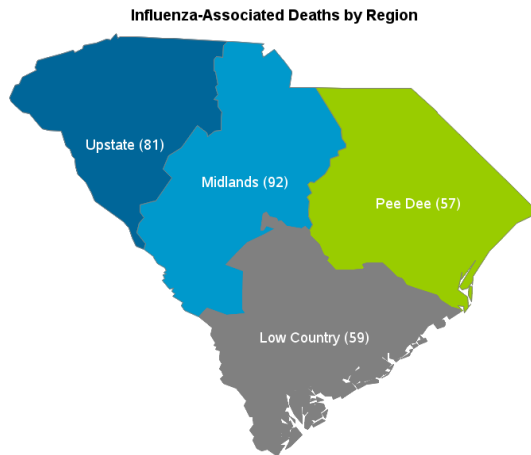 Influenza-Associated Deaths by Region
Upstate (81)
Midlands (92)
Pee Dee (57)
Low Country (59)